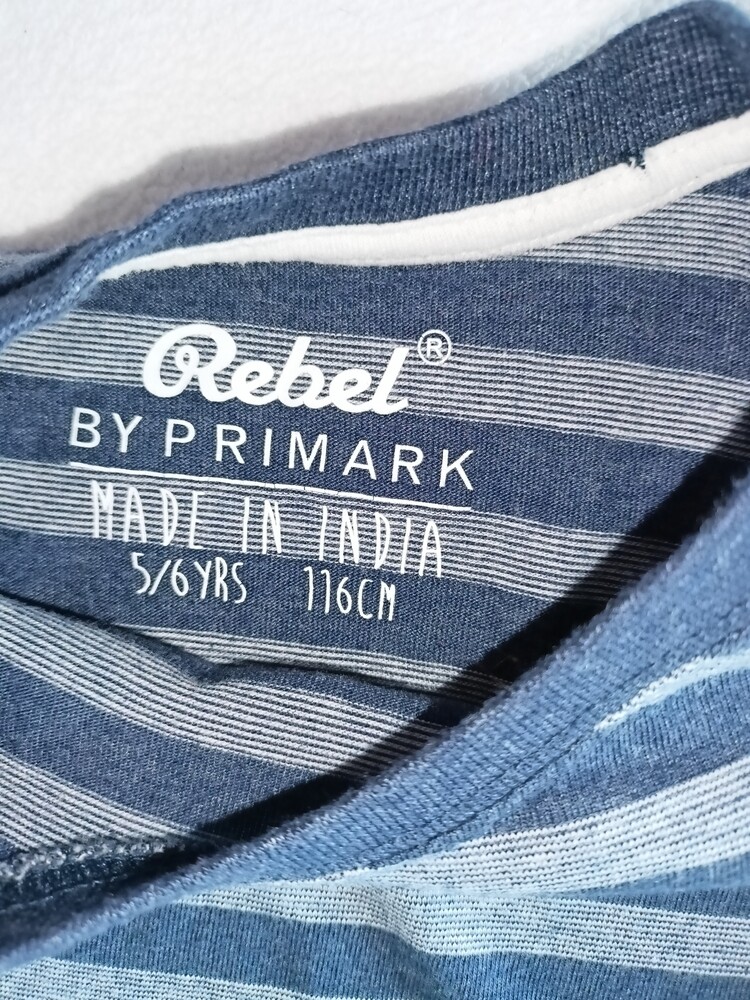 Rebel®
BY PRIMARK
MADE IN INDIA
5/6YRS 116CM